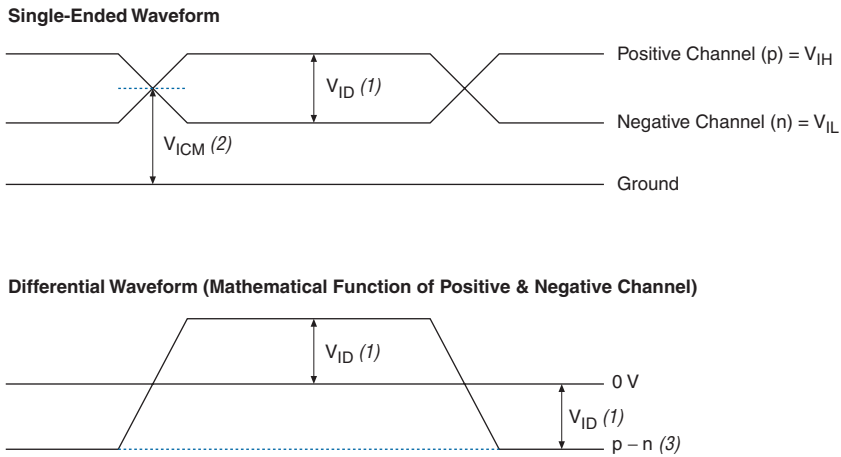 Single-Ended Waveform
Positive Channel (p) = VIH
VID (1)
Negative Channel (n) = VIL
VICM (2)
Ground
Differential Waveform (Mathematical Function of Positive & Negative Channel)
VID (1)
0 V
VID (1)
p – n (3)